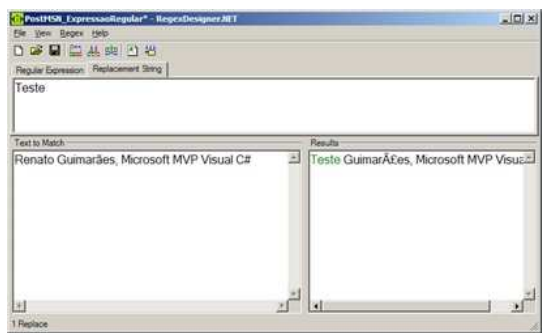 PostMSN_ExpressaoRegular* - RegexDesigner.NET
File View Regex Help
Regular Expression Replacement String
Teste
Text to Match
Results
Renato Guimarães, Microsoft MVP Visual C#
Teste GuimarÃ£es, Microsoft MVP Visua
1 Replace